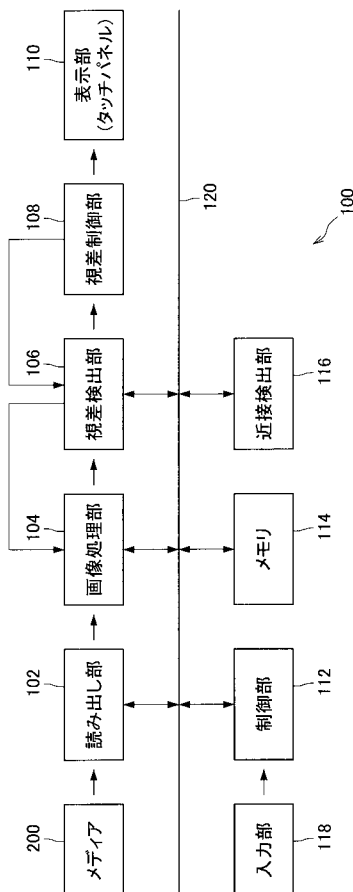 200
メディア
102
読み出し部
104
画像処理部
106
視差検出部
108
視差制御部
110
表示部
(タッチパネル)
120
118
入力部
112
制御部
114
メモリ
116
近接検出部
100